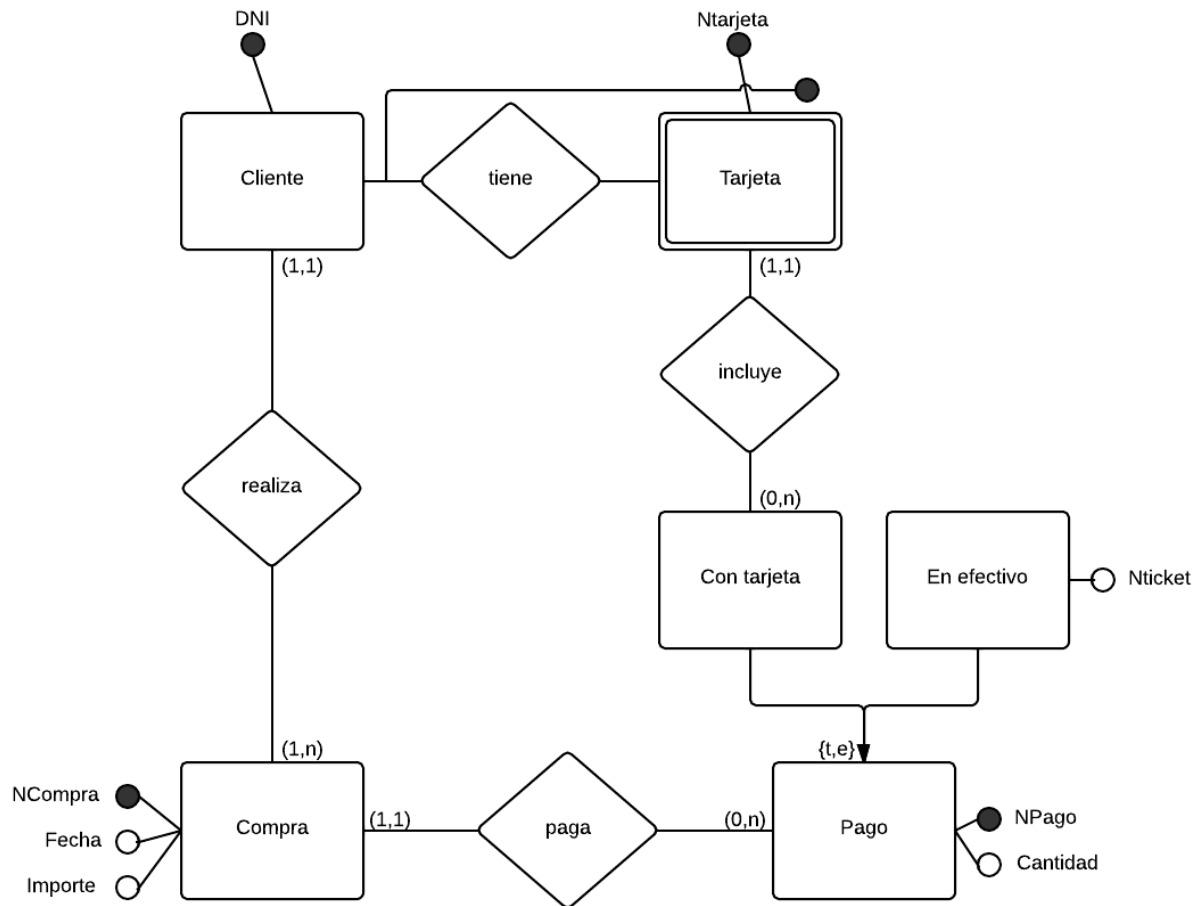 DNI
Ntarjeta
Cliente
tiene
Tarjeta
(1,1)
(1,1)
incluye
realiza
(0,n)
Con tarjeta
En efectivo
Nticket
(1,n)
{t,e}
NCompra
Fecha
Importe
Compra
(1,1)
paga
(0,n)
Pago
NPago
Cantidad